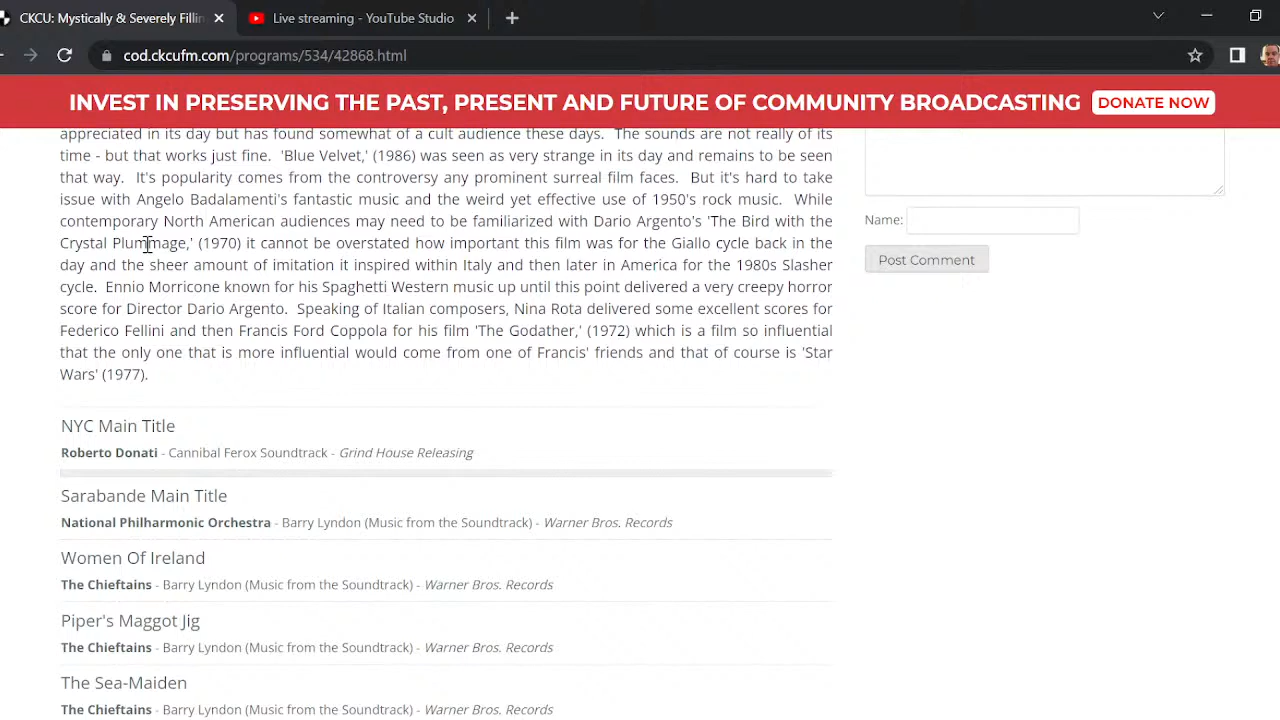 CKCU: Mystically & Severely Fillin
Live streaming - YouTube Studio
cod.ckcufm.com/programs/534/42868.html
INVEST IN PRESERVING THE PAST, PRESENT AND FUTURE OF COMMUNITY BROADCASTING DONATE NOW
appreciated in its day but has found somewhat of a cult audience these days. The sounds are not really of its
time - but that works just fine. 'Blue Velvet,' (1986) was seen as very strange in its day and remains to be seen
that way. It's popularity comes from the controversy any prominent surreal film faces. But it's hard to take
issue with Angelo Badalamenti's fantastic music and the weird yet effective use of 1950's rock music. While
contemporary North American audiences may need to be familiarized with Dario Argento's 'The Bird with the
Crystal Plummage,' (1970) it cannot be overstated how important this film was for the Giallo cycle back in the
day and the sheer amount of imitation it inspired within Italy and then later in America for the 1980s Slasher
cycle. Ennio Morricone known for his Spaghetti Western music up until this point delivered a very creepy horror
score for Director Dario Argento. Speaking of Italian composers, Nina Rota delivered some excellent scores for
Federico Fellini and then Francis Ford Coppola for his film 'The Godather,' (1972) which is a film so influential
that the only one that is more influential would come from one of Francis' friends and that of course is 'Star
Wars' (1977).
Name:
Post Comment
NYC Main Title
Roberto Donati - Cannibal Ferox Soundtrack - Grind House Releasing
Sarabande Main Title
National Philharmonic Orchestra - Barry Lyndon (Music from the Soundtrack) - Warner Bros. Records
Women Of Ireland
The Chieftains - Barry Lyndon (Music from the Soundtrack) - Warner Bros. Records
Piper's Maggot Jig
The Chieftains - Barry Lyndon (Music from the Soundtrack) - Warner Bros. Records
The Sea-Maiden
The Chieftains - Barry Lyndon (Music from the Soundtrack) - Warner Bros. Records